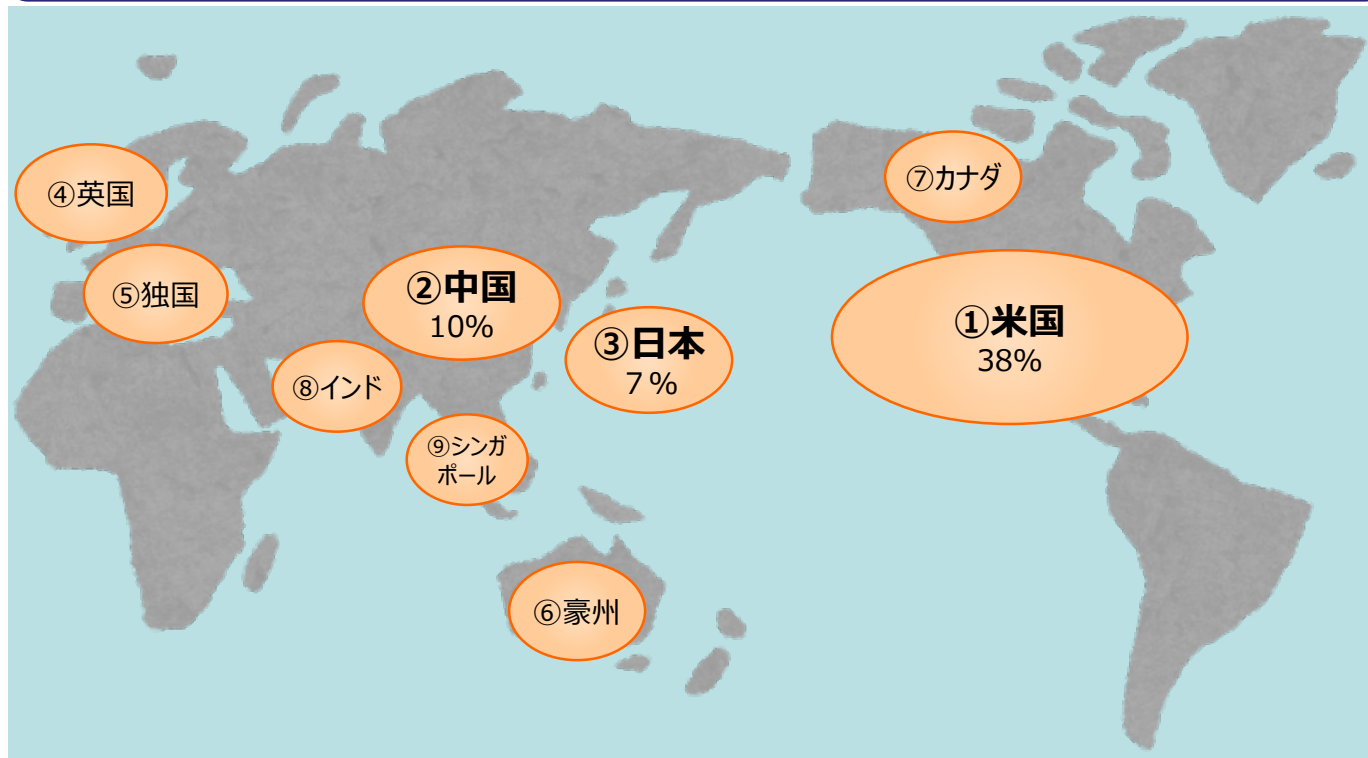 ④英国
⑤独国
②中国
10%
③日本
７%
⑧インド
⑨シンガ
ポール
⑥豪州
⑦カナダ
①米国
38%